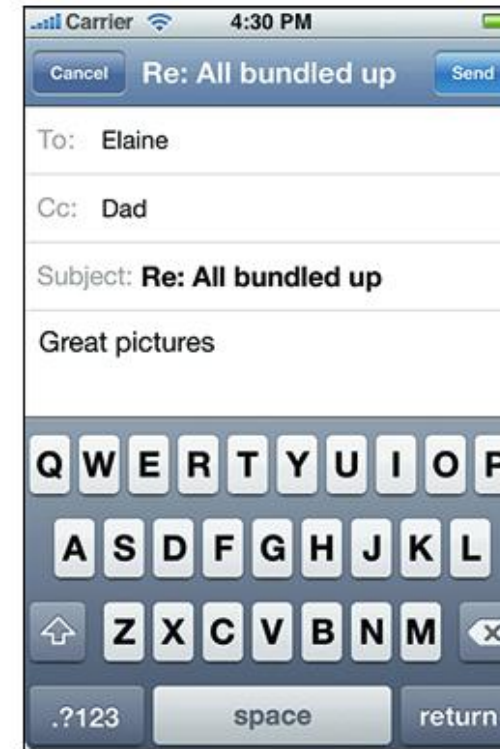 Carrier 4:30 PM
Cancel Re: All bundled up Send
To: Elaine
Cc: Dad
Subject: Re: All bundled up
Great pictures
Q W E R T Y U I O P
A S D F G H J K L
Z X C V B N M
.?123 space return